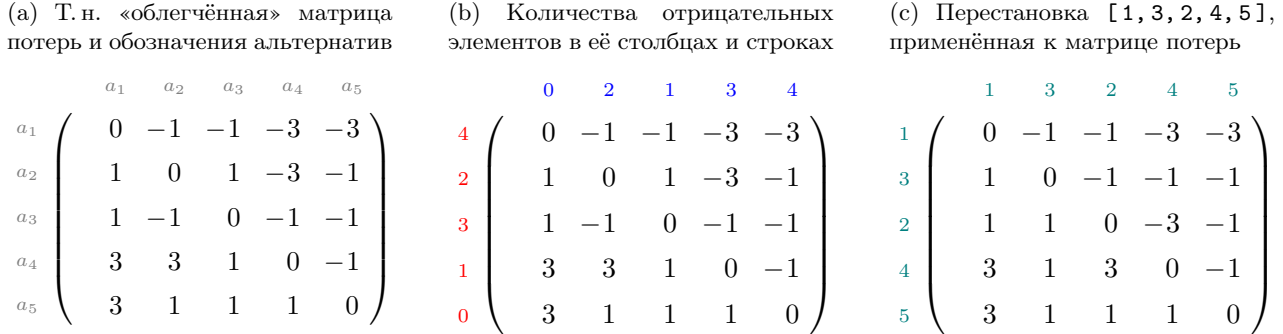 (a) Т. н. «облегчённая» матрица
потерь и обозначения альтернатив
a₁ a₂ a₃ a₄ a₅
a₁ 0 −1 −1 −3 −3
a₂ 1 0 1 −3 −1
a₃ 1 −1 0 −1 −1
a₄ 3 3 1 0 −1
a₅ 3 1 1 1 0
(b) Количества отрицательных
элементов в её столбцах и строках
0 2 1 3 4
4 0 −1 −1 −3 −3
2 1 0 1 −3 −1
3 1 −1 0 −1 −1
1 3 3 1 0 −1
0 3 1 1 1 0
(c) Перестановка [1,3,2,4,5],
применённая к матрице потерь
1 3 2 4 5
1 0 −1 −1 −3 −3
3 1 0 −1 −1 −1
2 1 1 0 −3 −1
4 3 1 3 0 −1
5 3 1 1 1 0